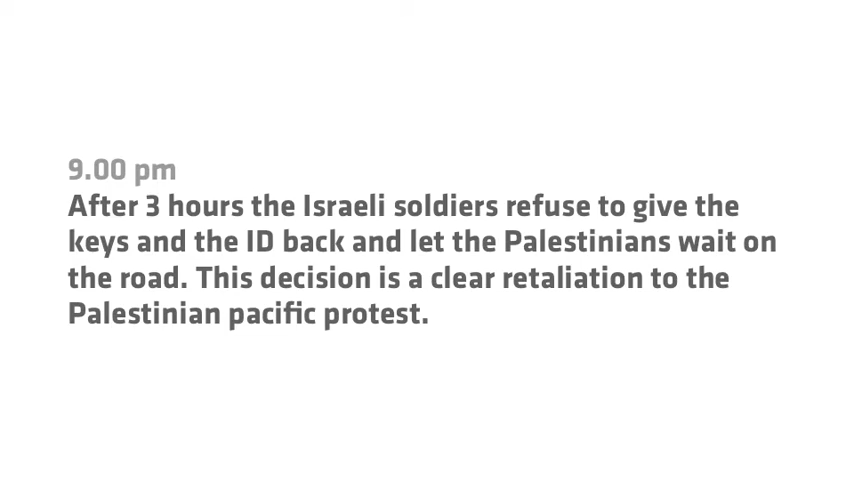 9.00 pm
After 3 hours the Israeli soldiers refuse to give the
keys and the ID back and let the Palestinians wait on
the road. This decision is a clear retaliation to the
Palestinian pacific protest.